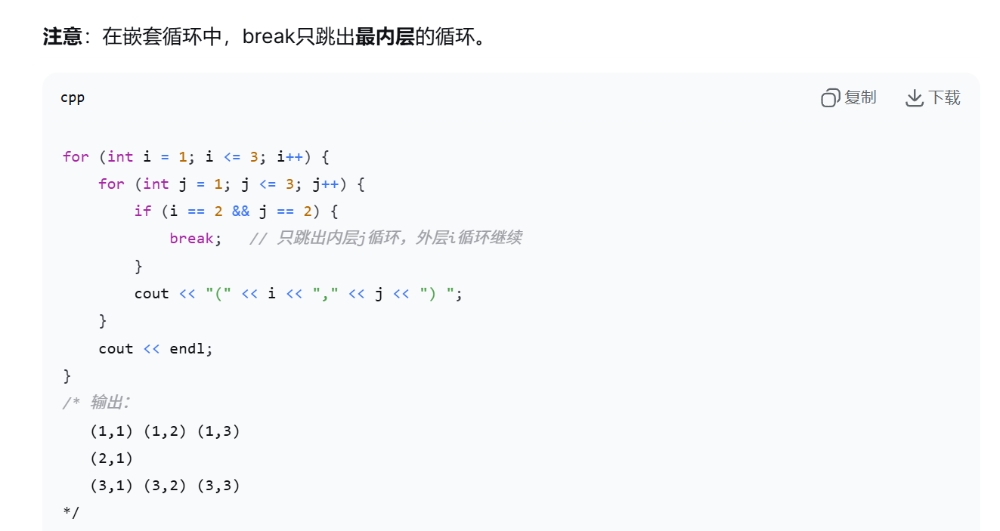 注意：在嵌套循环中，break只跳出最内层的循环。
cpp
复制 下载
for (int i = 1; i <= 3; i++) {
    for (int j = 1; j <= 3; j++) {
        if (i == 2 && j == 2) {
            break;   // 只跳出内层j循环，外层i循环继续
        }
        cout << "(" << i << "," << j << ") ";
    }
    cout << endl;
}
/* 输出：
   (1,1) (1,2) (1,3)
   (2,1)
   (3,1) (3,2) (3,3)
*/